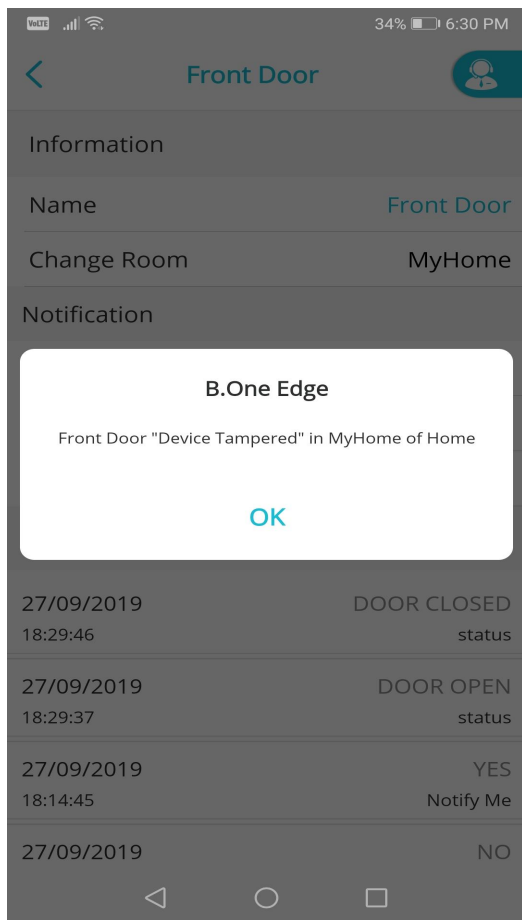 VoLTE 34% 6:30 PM
Front Door
Information
Name Front Door
Change Room MyHome
Notification
B.One Edge
Front Door "Device Tampered" in MyHome of Home
OK
27/09/2019 DOOR CLOSED
18:29:46 status
27/09/2019 DOOR OPEN
18:29:37 status
27/09/2019 YES
18:14:45 Notify Me
27/09/2019 NO